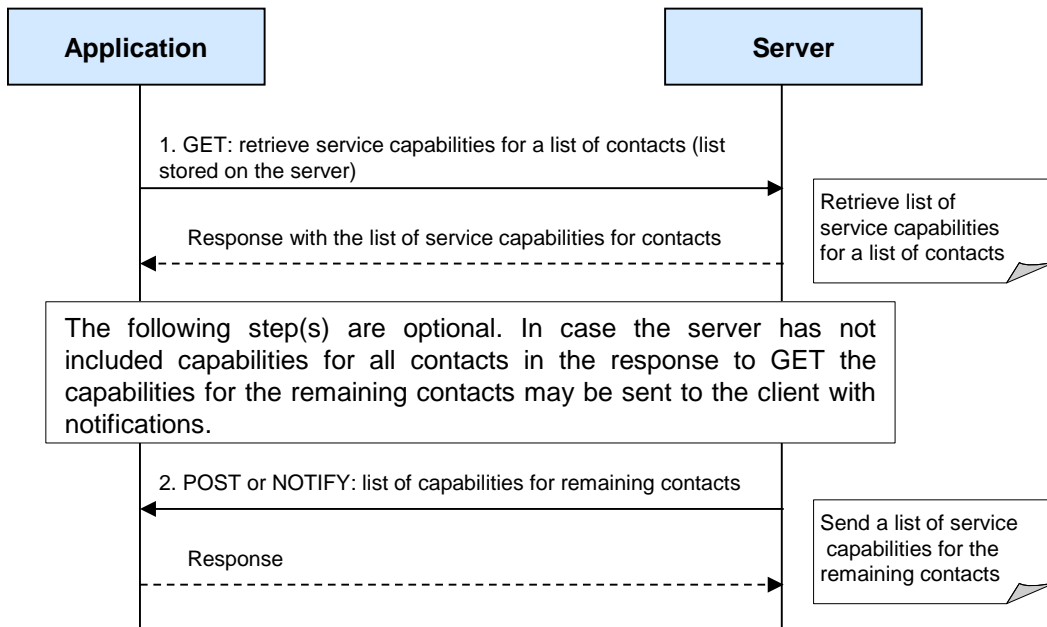 Application
Server
1. GET: retrieve service capabilities for a list of contacts (list
stored on the server)
Retrieve list of
service capabilities
for a list of contacts
Response with the list of service capabilities for contacts
The following step(s) are optional. In case the server has not
included capabilities for all contacts in the response to GET the
capabilities for the remaining contacts may be sent to the client with
notifications.
2. POST or NOTIFY: list of capabilities for remaining contacts
Send a list of service
capabilities for the
remaining contacts
Response